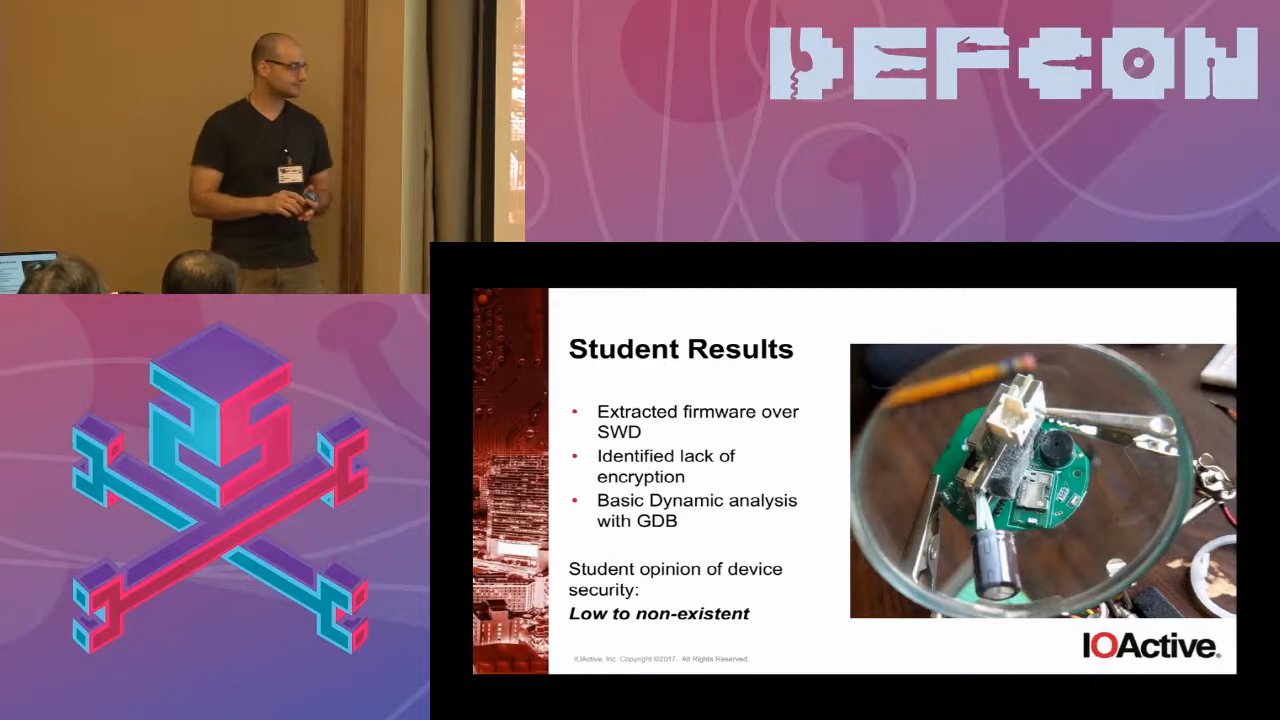 DEFCON
Student Results
• Extracted firmware over
SWD
• Identified lack of
encryption
• Basic Dynamic analysis
with GDB
Student opinion of device
security:
Low to non-existent
IOActive, Inc. Copyright ©2017. All Rights Reserved.
IOActive.